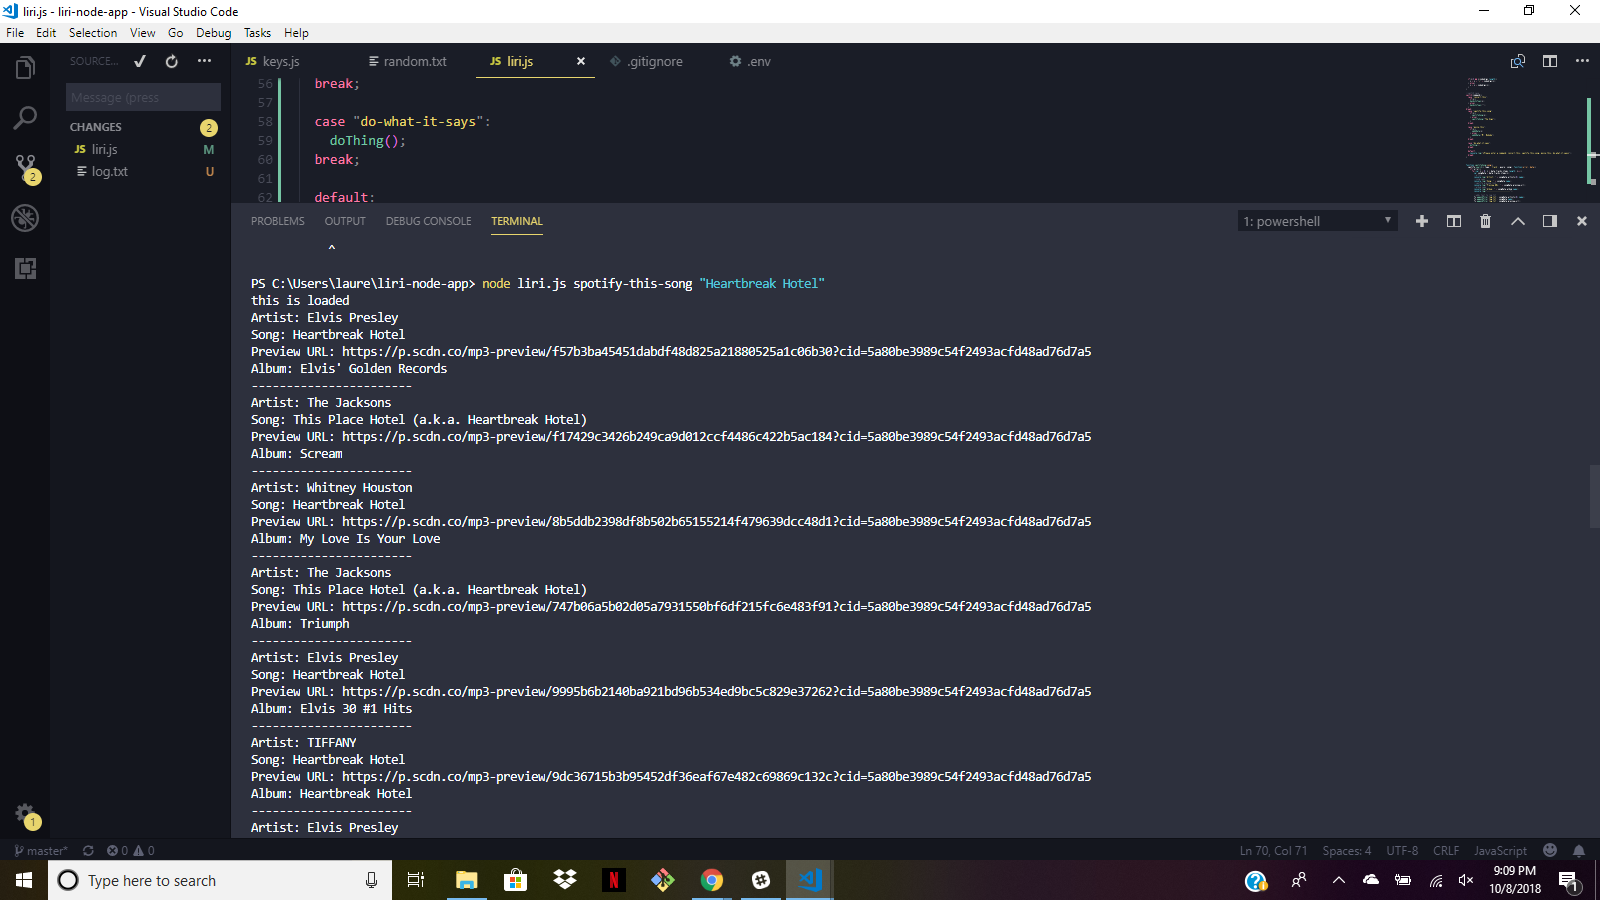 liri.js - liri-node-app - Visual Studio Code
File Edit Selection View Go Debug Tasks Help
SOURCE...
JS keys.js random.txt JS liri.js .gitignore .env
Message (press
CHANGES 2
JS liri.js M
log.txt U
2
1
56 break;
57
58 case "do-what-it-says":
59 doThing();
60 break;
61
62 default:
PROBLEMS OUTPUT DEBUG CONSOLE TERMINAL 1: powershell
^
PS C:\Users\laure\liri-node-app> node liri.js spotify-this-song "Heartbreak Hotel"
this is loaded
Artist: Elvis Presley
Song: Heartbreak Hotel
Preview URL: https://p.scdn.co/mp3-preview/f57b3ba45451dabdf48d825a21880525a1c06b30?cid=5a80be3989c54f2493acfd48ad76d7a5
Album: Elvis' Golden Records
-----------------------
Artist: The Jacksons
Song: This Place Hotel (a.k.a. Heartbreak Hotel)
Preview URL: https://p.scdn.co/mp3-preview/f17429c3426b249ca9d012ccf4486c422b5ac184?cid=5a80be3989c54f2493acfd48ad76d7a5
Album: Scream
-----------------------
Artist: Whitney Houston
Song: Heartbreak Hotel
Preview URL: https://p.scdn.co/mp3-preview/8b5ddb2398df8b502b65155214f479639dcc48d1?cid=5a80be3989c54f2493acfd48ad76d7a5
Album: My Love Is Your Love
-----------------------
Artist: The Jacksons
Song: This Place Hotel (a.k.a. Heartbreak Hotel)
Preview URL: https://p.scdn.co/mp3-preview/747b06a5b02d05a7931550bf6df215fc6e483f91?cid=5a80be3989c54f2493acfd48ad76d7a5
Album: Triumph
-----------------------
Artist: Elvis Presley
Song: Heartbreak Hotel
Preview URL: https://p.scdn.co/mp3-preview/9995b6b2140ba921bd96b534ed9bc5c829e37262?cid=5a80be3989c54f2493acfd48ad76d7a5
Album: Elvis 30 #1 Hits
-----------------------
Artist: TIFFANY
Song: Heartbreak Hotel
Preview URL: https://p.scdn.co/mp3-preview/9dc36715b3b95452df36eaf67e482c69869c132c?cid=5a80be3989c54f2493acfd48ad76d7a5
Album: Heartbreak Hotel
-----------------------
Artist: Elvis Presley
master* 0 0 Ln 70, Col 71 Spaces: 4 UTF-8 CRLF JavaScript
Type here to search
N
9:09 PM
10/8/2018
1